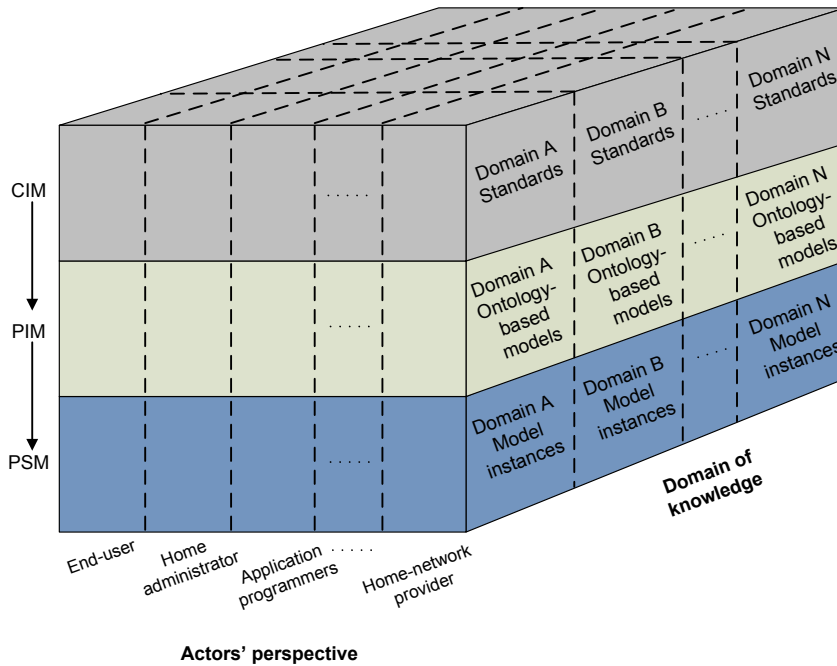 CIM
PIM
PSM
. . . . .
. . . . .
. . . . .
Domain A
Standards
Domain B
Standards
. . . .
Domain N
Standards
Domain A
Ontology-
based
models
Domain B
Ontology-
based
models
. . . .
Domain N
Ontology-
based
models
Domain A
Model
instances
Domain B
Model
instances
. . . .
Domain N
Model
instances
End-user
Home
administrator
Application
programmers
. . . . .
Home-network
provider
Domain of
knowledge
Actors’ perspective